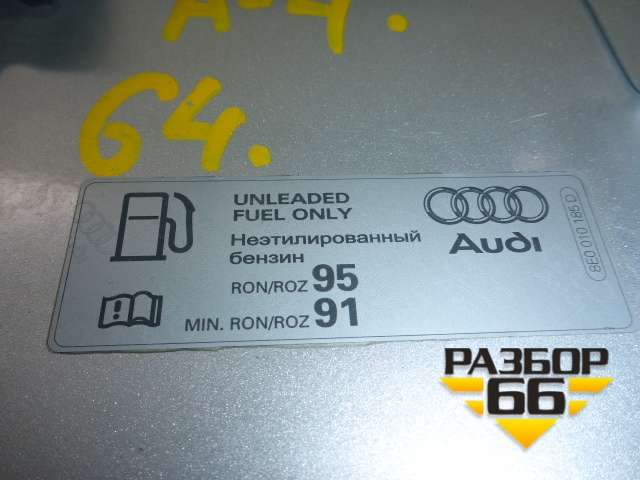 A-4.
64.
UNLEADED
FUEL ONLY
Неэтилированный
бензин
RON/ROZ 95
MIN. RON/ROZ 91
Audi
8E0 010 185 D
РАЗБОР
66